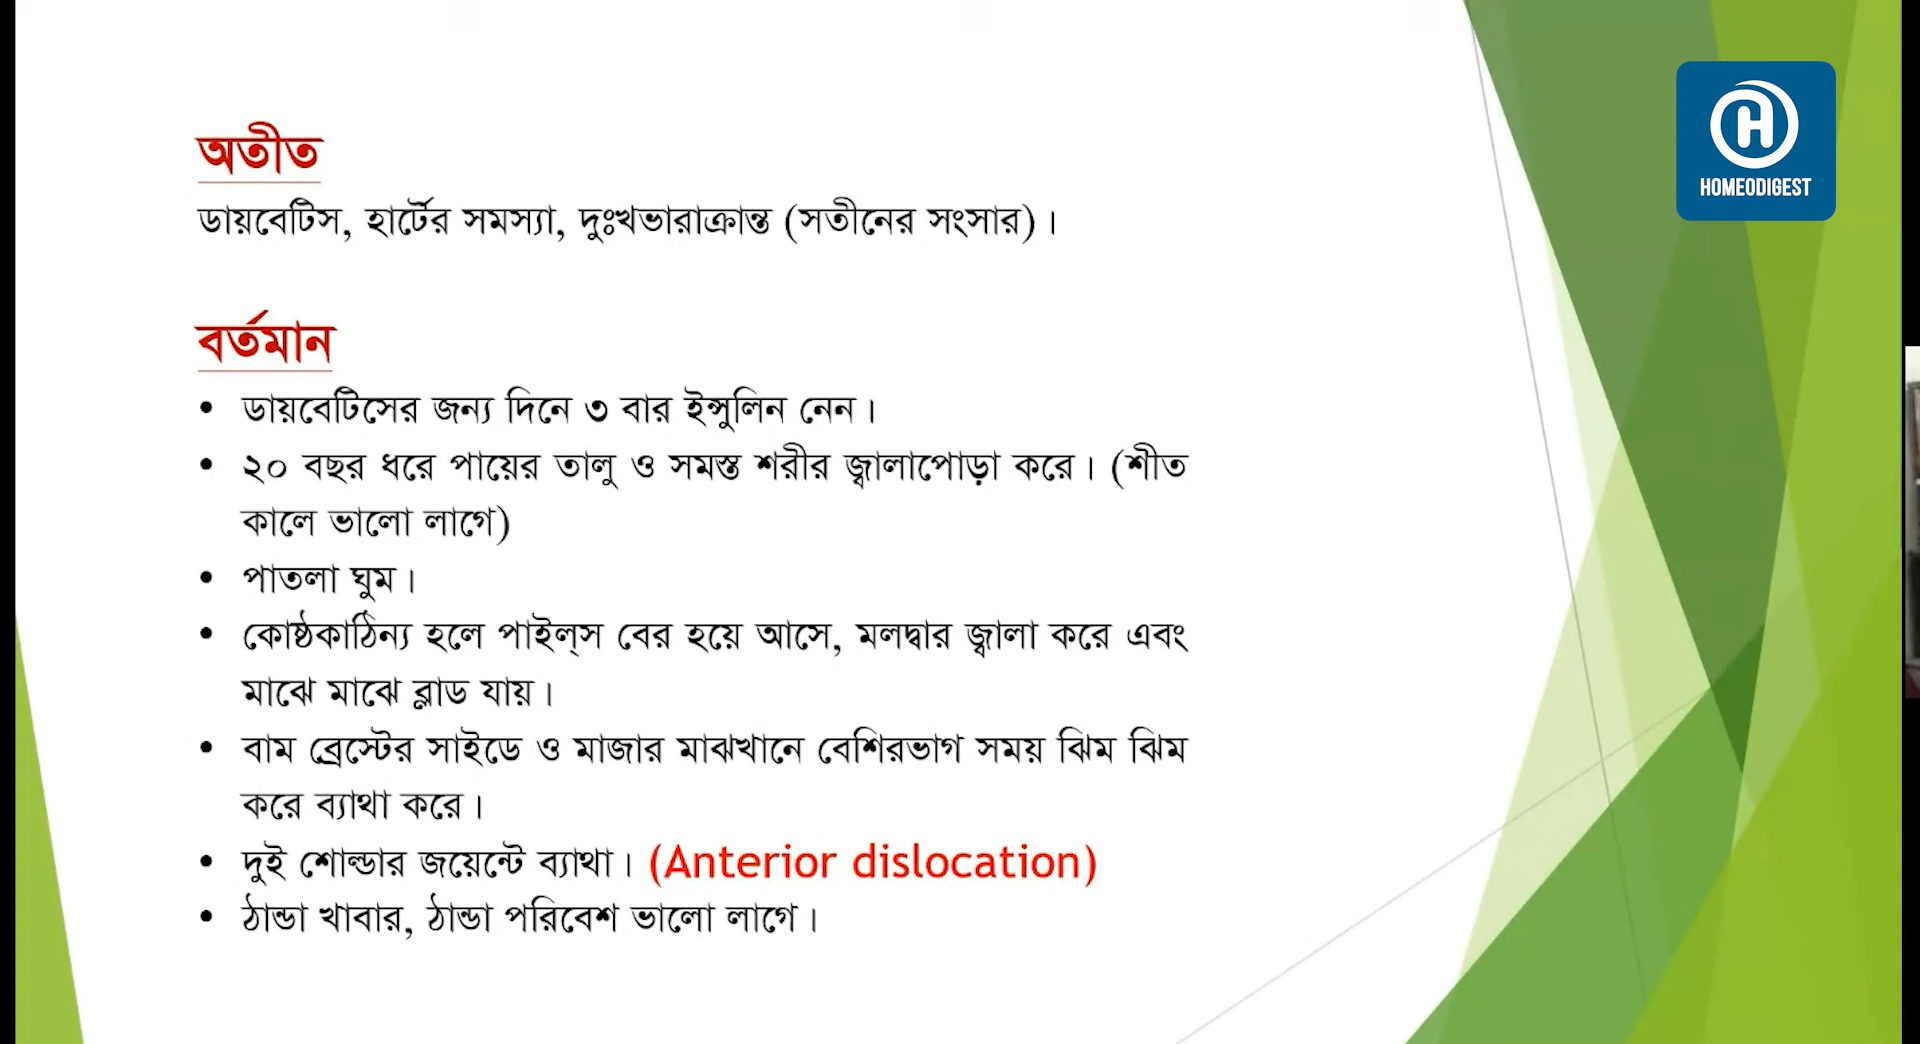 HOMEODIGEST
অতীত
ডায়বেটিস, হার্টের সমস্যা, দুঃখভারাক্রান্ত (সতীনের সংসার)।
বর্তমান
• ডায়বেটিসের জন্য দিনে ৩ বার ইন্সুলিন নেন।
• ২০ বছর ধরে পায়ের তালু ও সমস্ত শরীর জ্বালাপোড়া করে। (শীত
কালে ভালো লাগে)
• পাতলা ঘুম।
• কোষ্ঠকাঠিন্য হলে পাইল্‌স বের হয়ে আসে, মলদ্বার জ্বালা করে এবং
মাঝে মাঝে ব্লাড যায়।
• বাম ব্রেস্টের সাইডে ও মাজার মাঝখানে বেশিরভাগ সময় ঝিম ঝিম
করে ব্যাথা করে।
• দুই শোল্ডার জয়েন্টে ব্যাথা। (Anterior dislocation)
• ঠান্ডা খাবার, ঠান্ডা পরিবেশ ভালো লাগে।